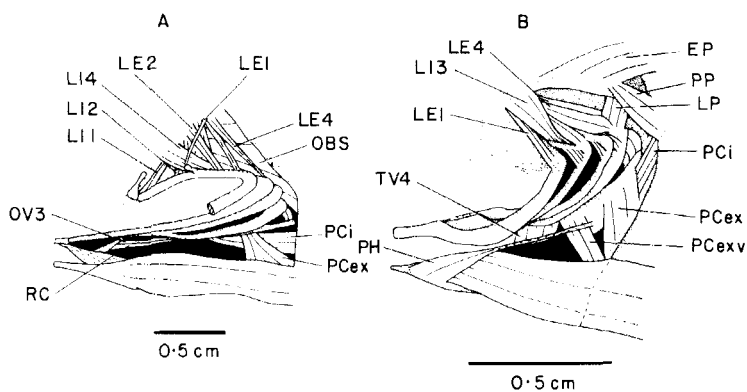 A
LE2
LE1
LI4
LI2
LI1
LE4
OBS
OV3
PCi
PCex
RC
0·5 cm
B
LE4
LI3
LE1
EP
PP
LP
PCi
TV4
PCex
PH
PCexv
0·5 cm